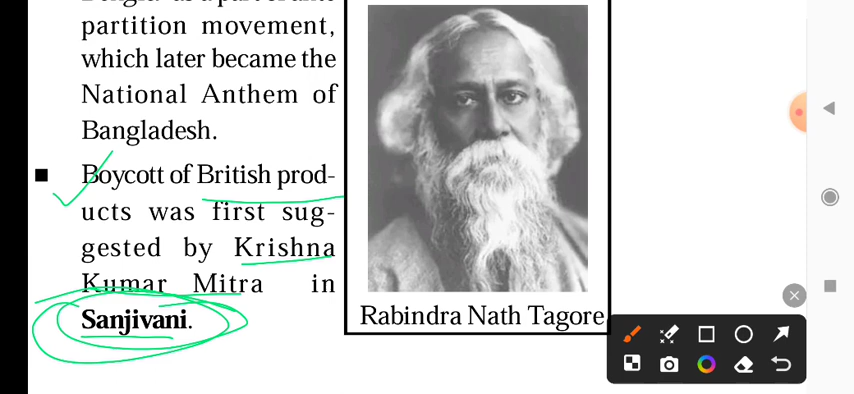 partition movement,
which later became the
National Anthem of
Bangladesh.
■ Boycott of British prod-
ucts was first sug-
gested by Krishna
Kumar Mitra in
Sanjivani.
Rabindra Nath Tagore